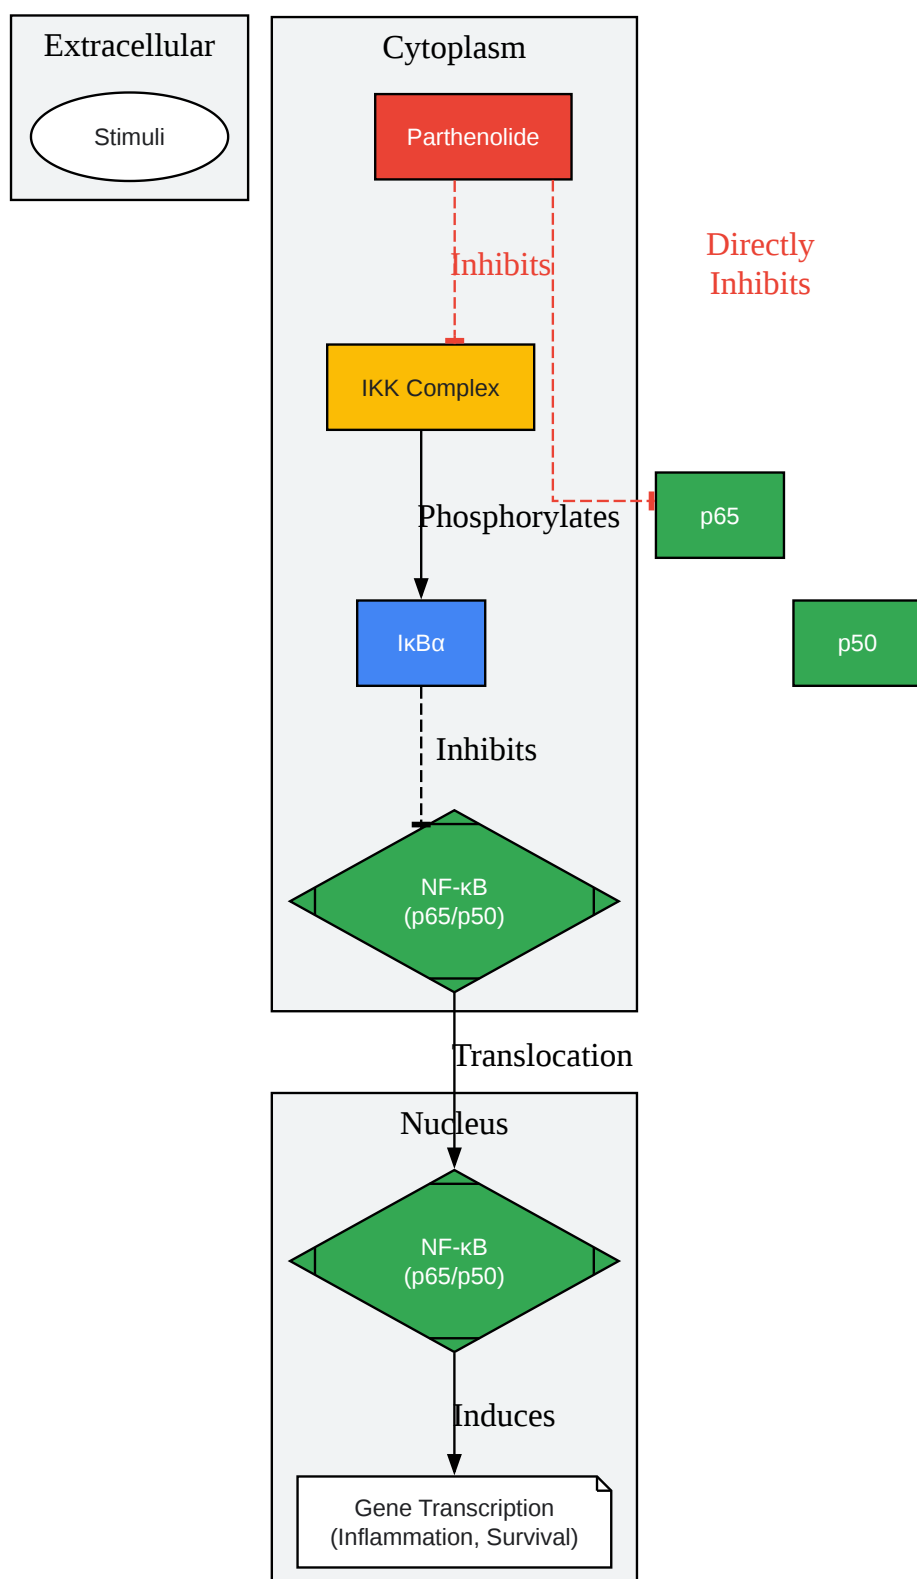 Extracellular
Stimuli
Cytoplasm
Parthenolide
Inhibits
Directly
Inhibits
IKK Complex
Phosphorylates
p65
IκBα
p50
Inhibits
NF-κB
(p65/p50)
Translocation
Nucleus
NF-κB
(p65/p50)
Induces
Gene Transcription
(Inflammation, Survival)